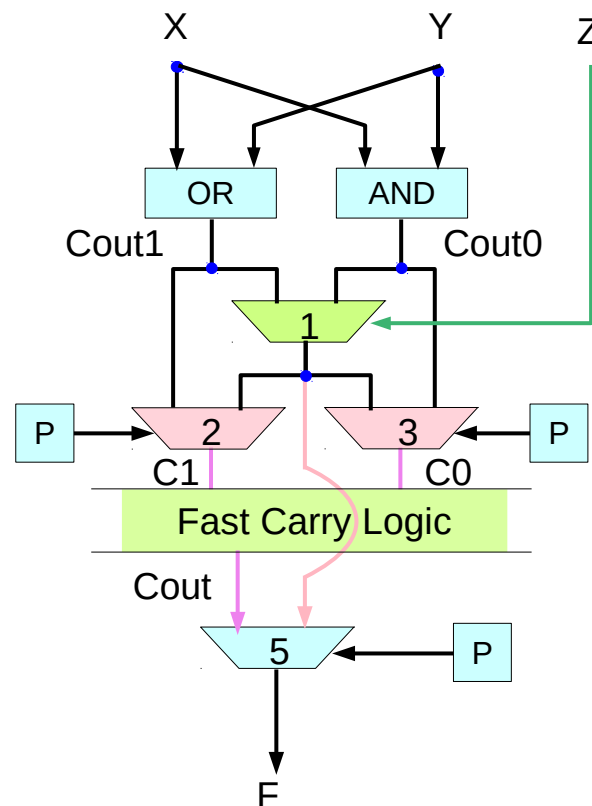 X Y Z
OR AND
Cout1 Cout0
1
P 2 3 P
C1 C0
Fast Carry Logic
Cout
5 P
F